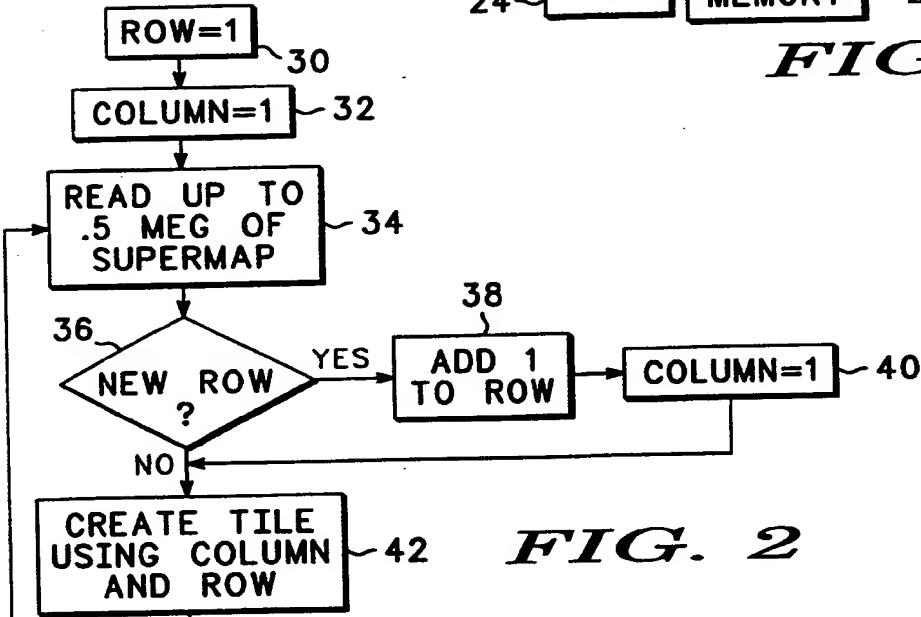 24
MEMORY
FIG
ROW=1
30
COLUMN=1
32
READ UP TO
.5 MEG OF
SUPERMAP
34
36
NEW ROW
?
YES
38
ADD 1
TO ROW
COLUMN=1
40
NO
CREATE TILE
USING COLUMN
AND ROW
42
FIG. 2